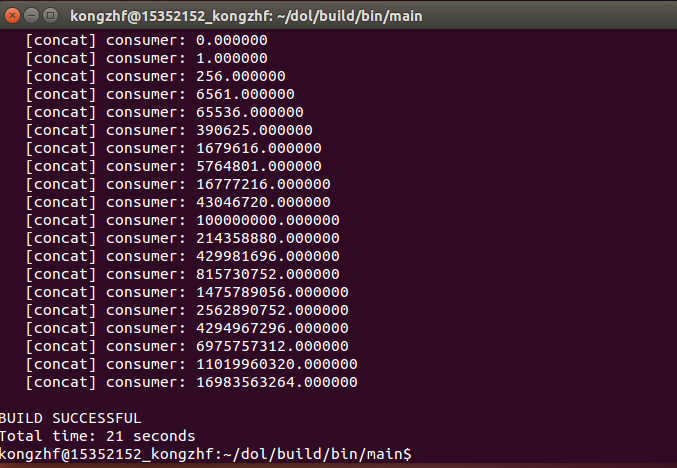 kongzhf@15352152_kongzhf: ~/dol/build/bin/main
[concat] consumer: 0.000000
[concat] consumer: 1.000000
[concat] consumer: 256.000000
[concat] consumer: 6561.000000
[concat] consumer: 65536.000000
[concat] consumer: 390625.000000
[concat] consumer: 1679616.000000
[concat] consumer: 5764801.000000
[concat] consumer: 16777216.000000
[concat] consumer: 43046720.000000
[concat] consumer: 100000000.000000
[concat] consumer: 214358880.000000
[concat] consumer: 429981696.000000
[concat] consumer: 815730752.000000
[concat] consumer: 1475789056.000000
[concat] consumer: 2562890752.000000
[concat] consumer: 4294967296.000000
[concat] consumer: 6975757312.000000
[concat] consumer: 11019960320.000000
[concat] consumer: 16983563264.000000
BUILD SUCCESSFUL
Total time: 21 seconds
kongzhf@15352152_kongzhf:~/dol/build/bin/main$